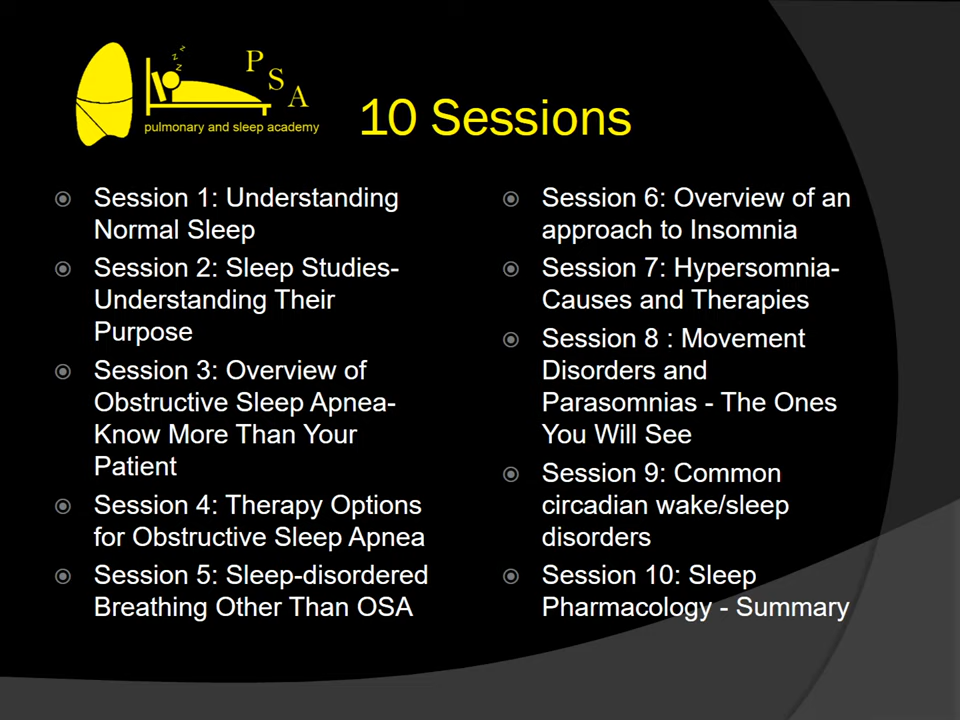 z
z
z
P
S
A
pulmonary and sleep academy
10 Sessions
Session 1: Understanding
Normal Sleep
Session 2: Sleep Studies-
Understanding Their
Purpose
Session 3: Overview of
Obstructive Sleep Apnea-
Know More Than Your
Patient
Session 4: Therapy Options
for Obstructive Sleep Apnea
Session 5: Sleep-disordered
Breathing Other Than OSA
Session 6: Overview of an
approach to Insomnia
Session 7: Hypersomnia-
Causes and Therapies
Session 8 : Movement
Disorders and
Parasomnias - The Ones
You Will See
Session 9: Common
circadian wake/sleep
disorders
Session 10: Sleep
Pharmacology - Summary